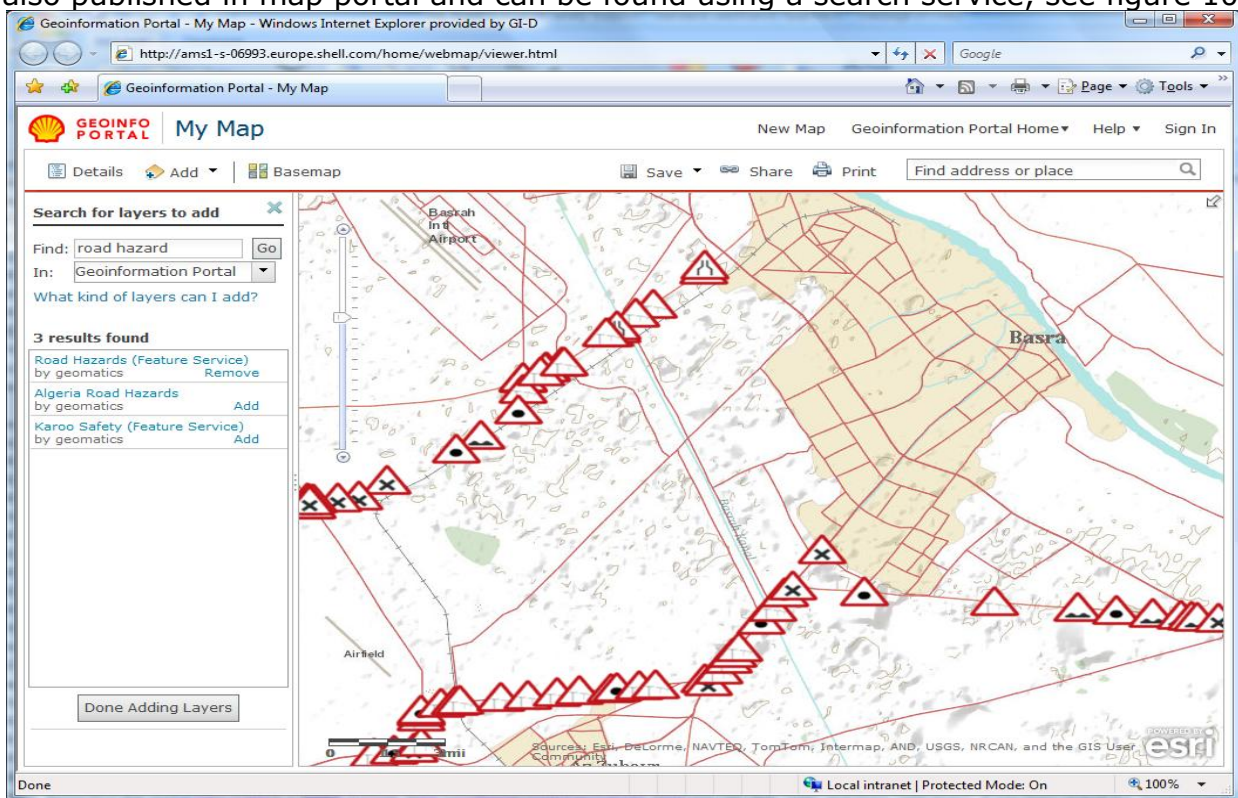 also published in map portal and can be found using a search service, see figure 10
Geoinformation Portal - My Map - Windows Internet Explorer provided by GI-D
http://ams1-s-06993.europe.shell.com/home/webmap/viewer.html
Google
Geoinformation Portal - My Map
Page
Tools
GEOINFO
PORTAL
My Map
New Map
Geoinformation Portal Home
Help
Sign In
Details
Add
Basemap
Save
Share
Print
Find address or place
Search for layers to add
Find: road hazard
Go
In: Geoinformation Portal
What kind of layers can I add?
3 results found
Road Hazards (Feature Service)
by geomatics Remove
Algeria Road Hazards
by geomatics Add
Karoo Safety (Feature Service)
by geomatics Add
Done Adding Layers
Basrah
Int'l
Airport
Basra
Airfield
0
Sources: Esri, DeLorme, NAVTEQ, TomTom, Intermap, AND, USGS, NRCAN, and the GIS User
Community
POWERED BY
esri
Done
Local intranet | Protected Mode: On
100%